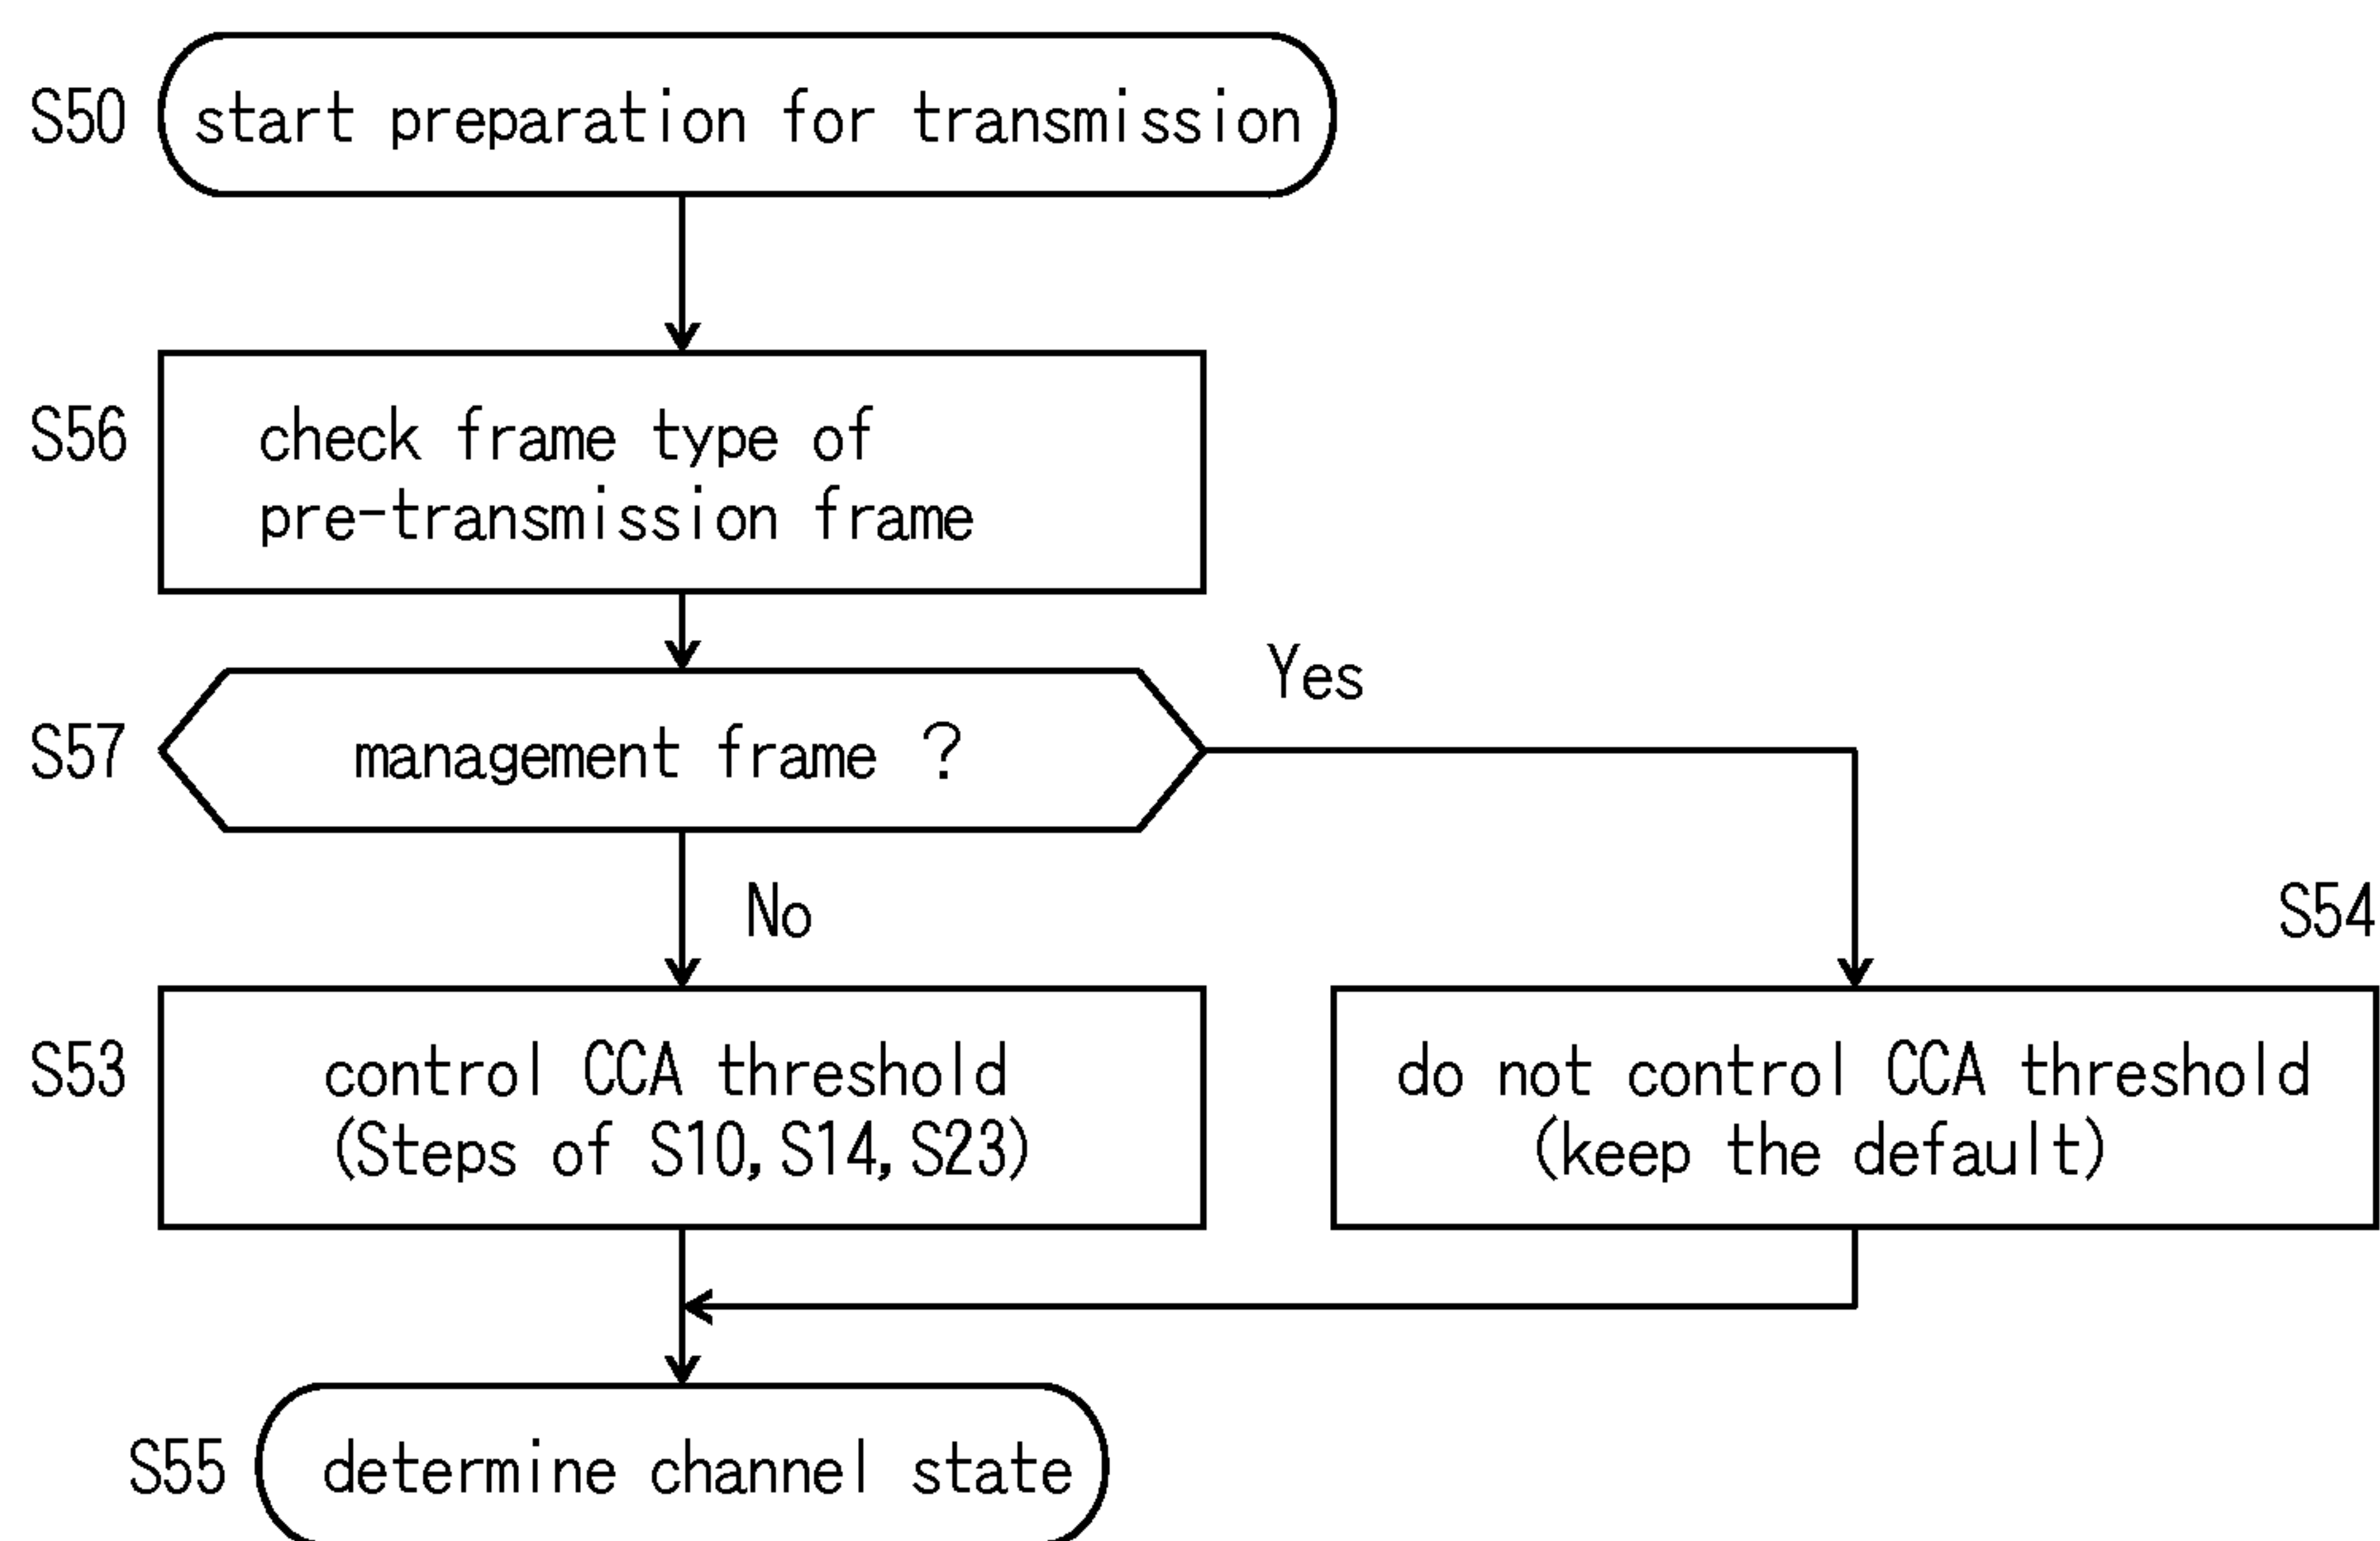 S50 start preparation for transmission
S56 check frame type of
pre-transmission frame
Yes
S57 management frame ?
No
S54
S53 control CCA threshold
(Steps of S10, S14, S23)
do not control CCA threshold
(keep the default)
S55 determine channel state